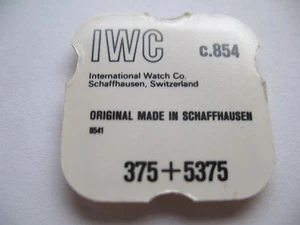 IWC c.854
International Watch Co.
Schaffhausen, Switzerland
ORIGINAL MADE IN SCHAFFHAUSEN
8541
375+5375